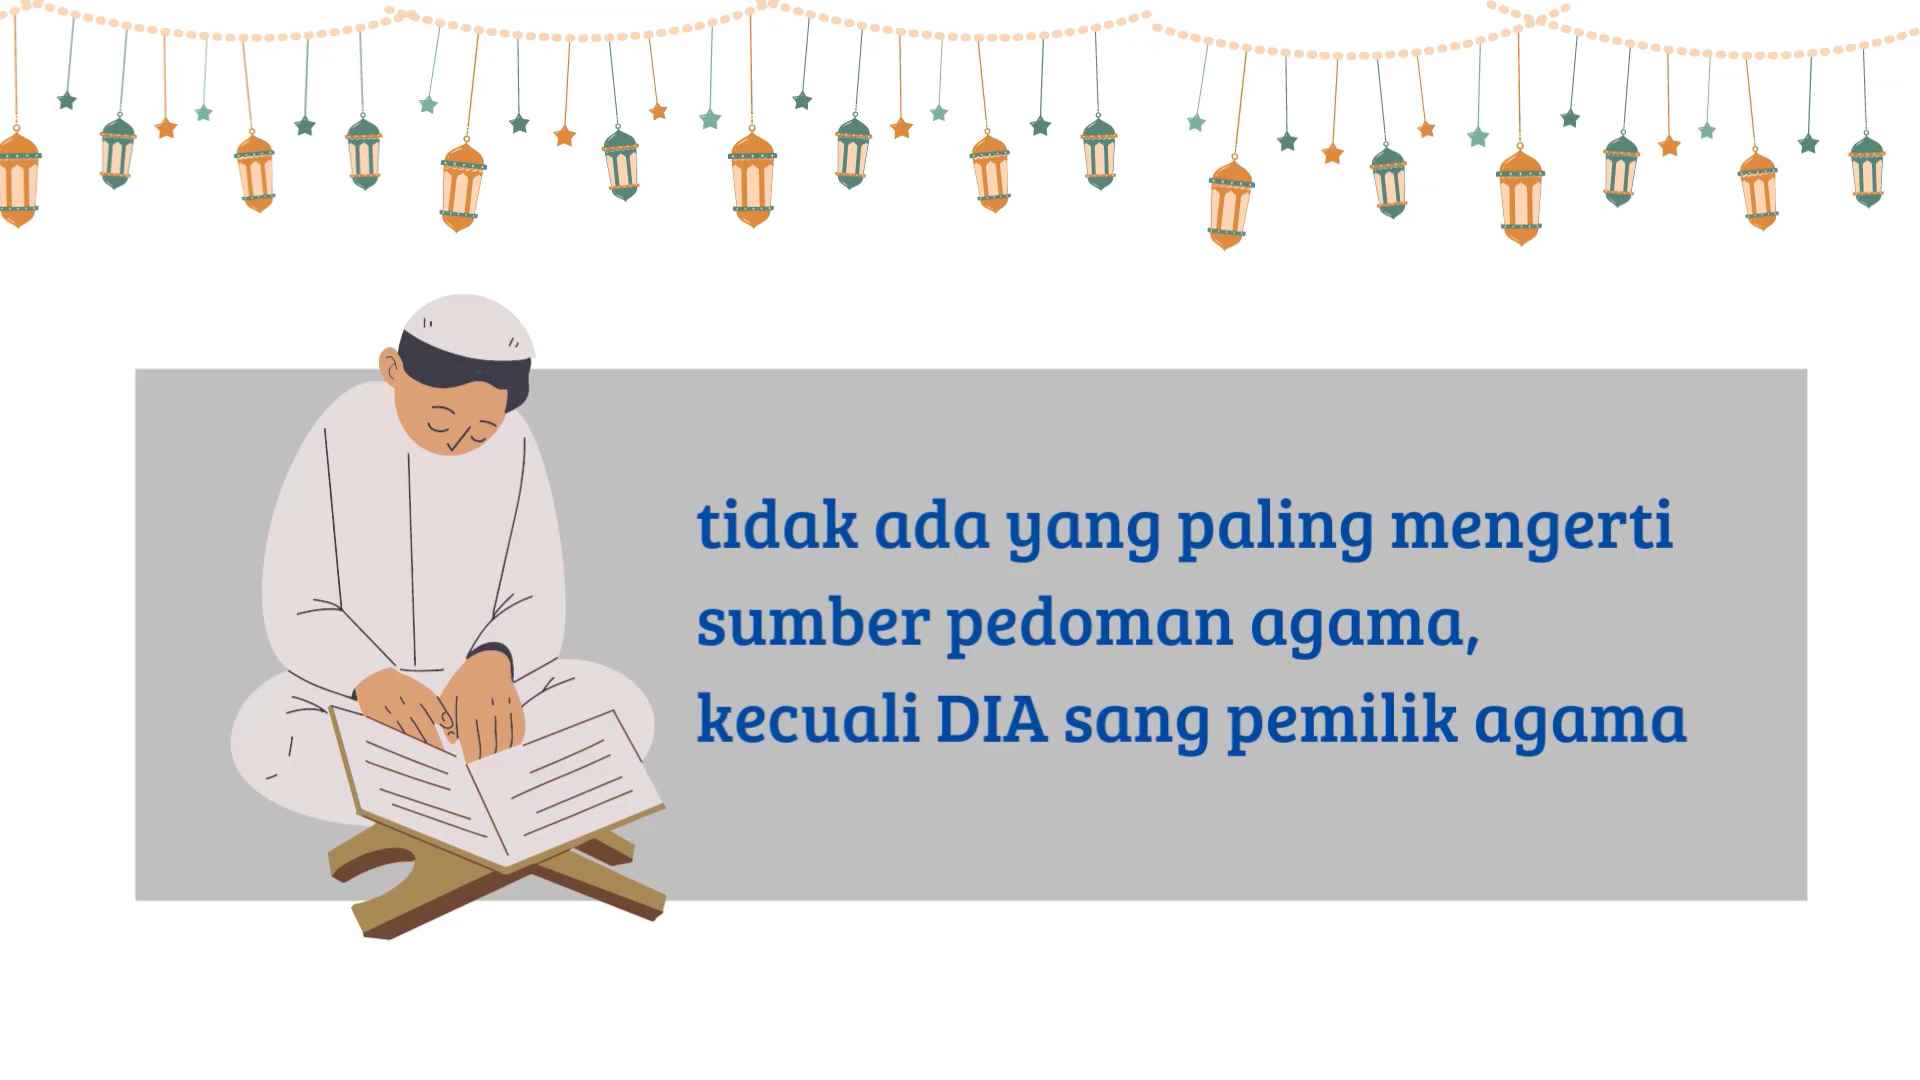 tidak ada yang paling mengerti
sumber pedoman agama,
kecuali DIA sang pemilik agama